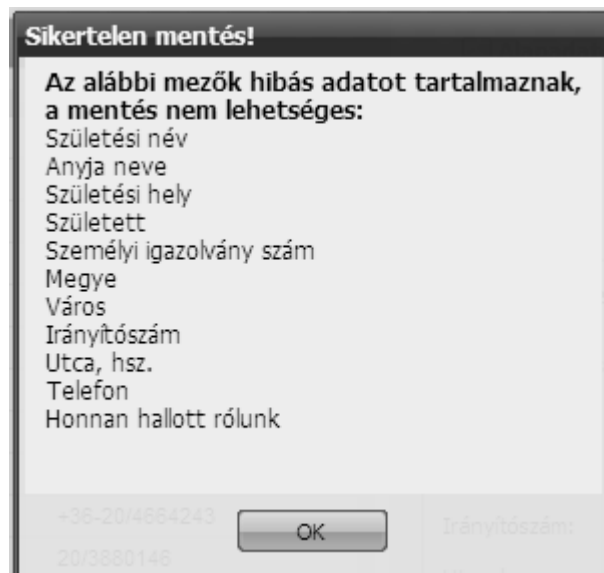 Sikertelen mentés!
Az alábbi mezők hibás adatot tartalmaznak,
a mentés nem lehetséges:
Születési név
Anyja neve
Születési hely
Született
Személyi igazolvány szám
Megye
Város
Irányítószám
Utca, hsz.
Telefon
Honnan hallott rólunk
+36-20/4664243
OK
Irányítószám:
20/3880146